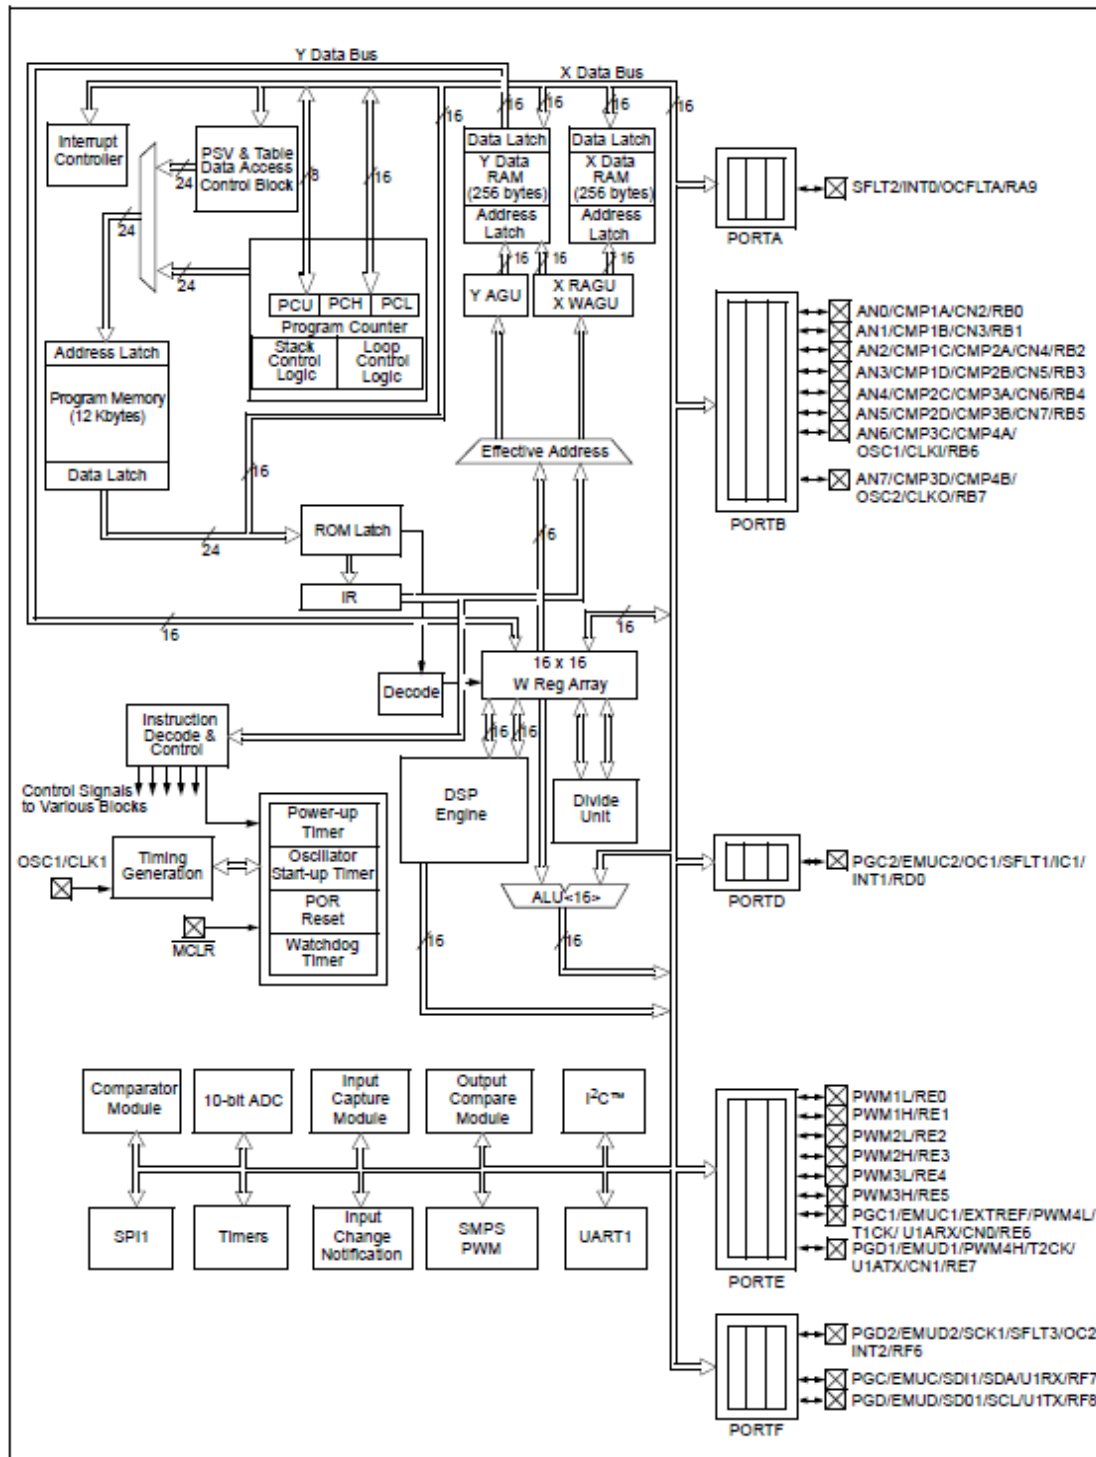 Y Data Bus
X Data Bus
16
16
16
16
16
Interrupt
Controller
PSV & Table
Data Access
Control Block
24
8
16
Data Latch
Y Data
RAM
(256 bytes)
Address
Latch
Data Latch
X Data
RAM
(256 bytes)
Address
Latch
16
16
16
24
24
PCU
PCH
PCL
Program Counter
Stack
Control
Logic
Loop
Control
Logic
Y AGU
X RAGU
X WAGU
Address Latch
Program Memory
(12 Kbytes)
Data Latch
Effective Address
16
24
ROM Latch
IR
16
16
16
16 x 16
W Reg Array
Decode
16
16
Instruction
Decode &
Control
Control Signals
to Various Blocks
DSP
Engine
Divide
Unit
Power-up
Timer
Oscillator
Start-up Timer
POR
Reset
Watchdog
Timer
OSC1/CLK1
Timing
Generation
MCLR
ALU<16>
16
16
Comparator
Module
10-bit ADC
Input
Capture
Module
Output
Compare
Module
I²C™
SPI1
Timers
Input
Change
Notification
SMPS
PWM
UART1
SFLT2/INT0/OCFLTA/RA9
PORTA
AN0/CMP1A/CN2/RB0
AN1/CMP1B/CN3/RB1
AN2/CMP1C/CMP2A/CN4/RB2
AN3/CMP1D/CMP2B/CN5/RB3
AN4/CMP2C/CMP3A/CN6/RB4
AN5/CMP2D/CMP3B/CN7/RB5
AN6/CMP3C/CMP4A/
OSC1/CLKI/RB6
AN7/CMP3D/CMP4B/
OSC2/CLKO/RB7
PORTB
PGC2/EMUC2/OC1/SFLT1/IC1/
INT1/RD0
PORTD
PWM1L/RE0
PWM1H/RE1
PWM2L/RE2
PWM2H/RE3
PWM3L/RE4
PWM3H/RE5
PGC1/EMUC1/EXTREF/PWM4L/
T1CK/ U1ARX/CN0/RE6
PGD1/EMUD1/PWM4H/T2CK/
U1ATX/CN1/RE7
PORTE
PGD2/EMUD2/SCK1/SFLT3/OC2
INT2/RF6
PGC/EMUC/SDI1/SDA/U1RX/RF7
PGD/EMUD/SD01/SCL/U1TX/RF8
PORTF